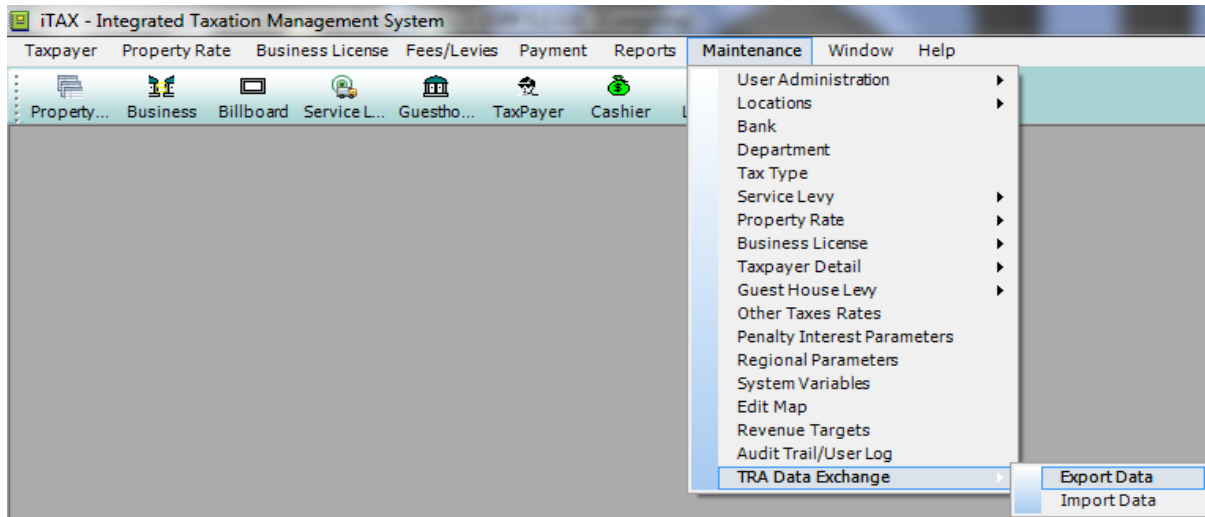 iTAX - Integrated Taxation Management System
Taxpayer Property Rate Business License Fees/Levies Payment Reports Maintenance Window Help
Property... Business Billboard Service L... Guestho... TaxPayer Cashier
User Administration
Locations
Bank
Department
Tax Type
Service Levy
Property Rate
Business License
Taxpayer Detail
Guest House Levy
Other Taxes Rates
Penalty Interest Parameters
Regional Parameters
System Variables
Edit Map
Revenue Targets
Audit Trail/User Log
TRA Data Exchange
Export Data
Import Data